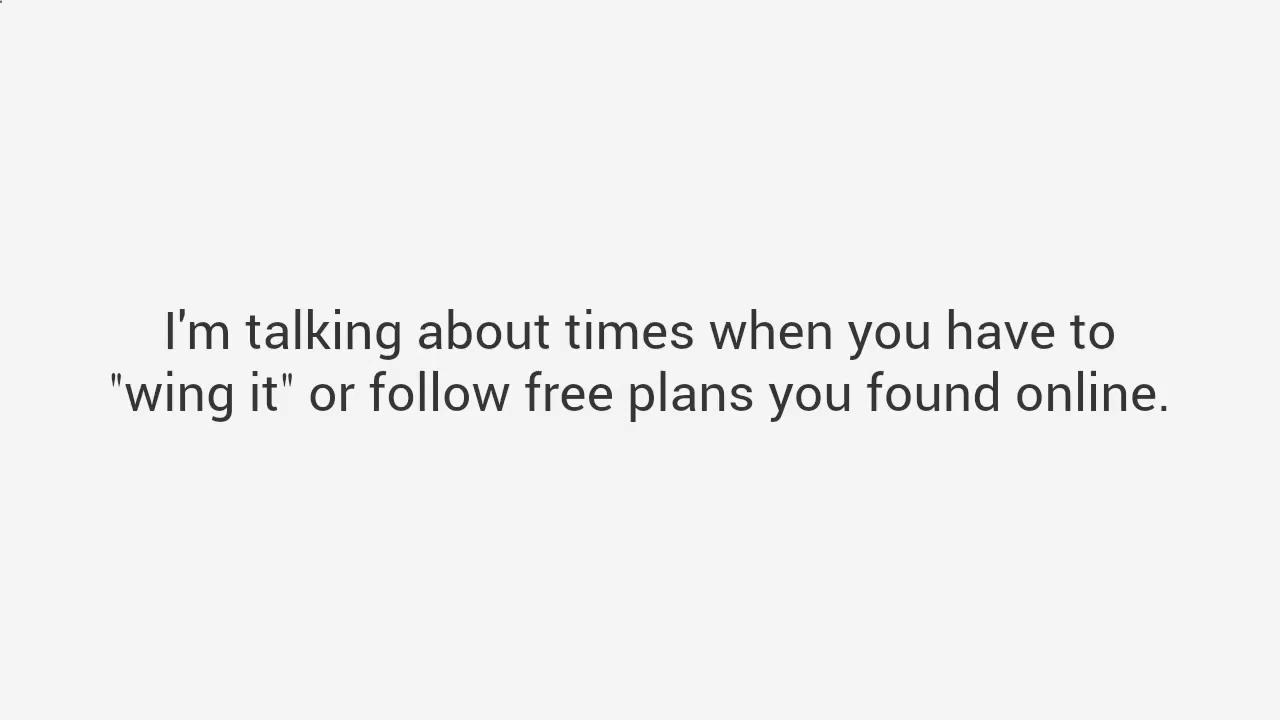 I'm talking about times when you have to
"wing it" or follow free plans you found online.